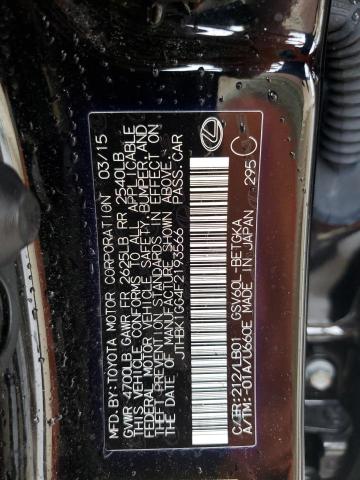 MFD. BY: TOYOTA MOTOR CORPORATION 03/15
GVWR 4700LB GAWR FR 2625LB RR 2540LB
THIS VEHICLE CONFORMS TO ALL APPLICABLE
FEDERAL MOTOR VEHICLE SAFETY, BUMPER, AND
THEFT PREVENTION STANDARDS IN EFFECT ON
THE DATE OF MANUFACTURE SHOWN ABOVE.
JTHBK1GG4F2193566 PASS.CAR
C/TR:212/LB01 GSV60L-BETGKA
A/TM:-01A/U660E MADE IN JAPAN 295